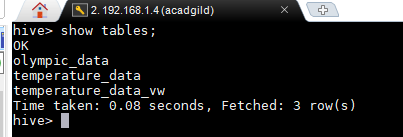 2. 192.168.1.4 (acadgild)
hive> show tables;
OK
olympic_data
temperature_data
temperature_data_vw
Time taken: 0.08 seconds, Fetched: 3 row(s)
hive>